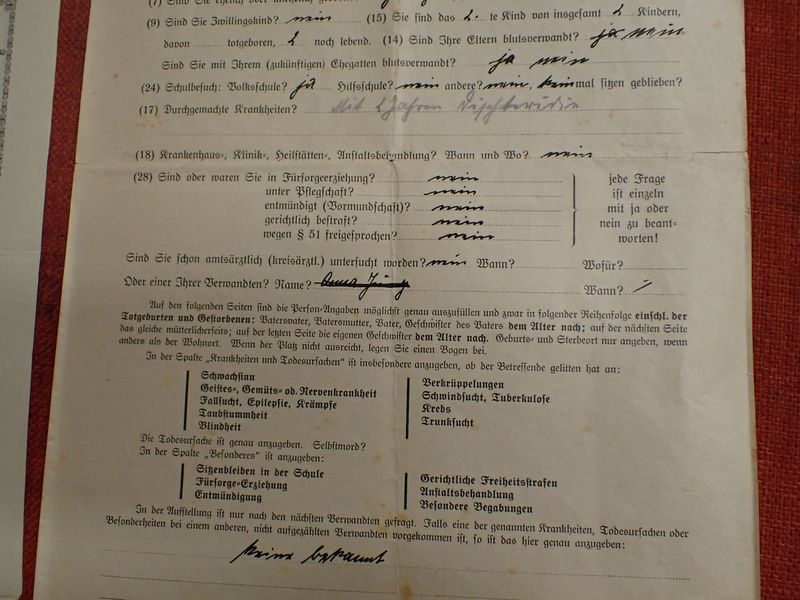 (9) Sind Sie Zwillingskind? nein (15) Sie sind das 2. te Kind von insgesamt 2 Kindern,
davon totgeboren, 2 noch lebend. (14) Sind Ihre Eltern blutsverwandt? ja nein
Sind Sie mit Ihrem (zukünftigen) Ehegatten blutsverwandt? ja nein
(24) Schulbesuch: Volksschule? ja Hilfsschule? nein andere? nein, keinmal sitzen geblieben?
(17) Durchgemachte Krankheiten? Mit 2 Jahren Dischteridie
(18) Krankenhaus-, Klinik-, Heilstätten-, Anstaltsbehandlung? Wann und Wo? nein
(28) Sind oder waren Sie in Fürsorgeerziehung? nein
unter Pflegschaft? nein
entmündigt (Vormundschaft)? nein
gerichtlich bestraft? nein
wegen § 51 freigesprochen? nein
jede Frage
ist einzeln
mit ja oder
nein zu beant-
worten!
Sind Sie schon amtsärztlich (kreisärztl.) untersucht worden? nein Wann? Wofür?
Oder einer Ihrer Verwandten? Name? Anna Wann? /
Auf den folgenden Seiten sind die Person-Angaben möglichst genau auszufüllen und zwar in folgender Reihenfolge einschl. der
Totgeburten und Gestorbenen: Vatersvater, Vatersmutter, Vater, Geschwister des Vaters dem Alter nach; auf der nächsten Seite
das gleiche mütterlicherseits; auf der letzten Seite die eigenen Geschwister dem Alter nach. Geburts- und Sterbeort nur angeben, wenn
anders als der Wohnort. Wenn der Platz nicht ausreicht, legen Sie einen Bogen bei.
In der Spalte „Krankheiten und Todesursachen“ ist insbesondere anzugeben, ob der Betreffende gelitten hat an:
Schwachsinn
Geistes-, Gemüts- od. Nervenkrankheit
Fallsucht, Epilepsie, Krämpfe
Taubstummheit
Blindheit
Verkrüppelungen
Schwindsucht, Tuberkulose
Krebs
Trunksucht
Die Todesursache ist genau anzugeben. Selbstmord?
In der Spalte „Besonderes“ ist anzugeben:
Sitzenbleiben in der Schule
Fürsorge-Erziehung
Entmündigung
Gerichtliche Freiheitsstrafen
Anstaltsbehandlung
Besondere Begabungen
In der Aufstellung ist nur nach den nächsten Verwandten gefragt. Falls eine der genannten Krankheiten, Todesursachen oder
Besonderheiten bei einem anderen, nicht aufgezählten Verwandten vorgekommen ist, so ist das hier genau anzugeben:
keine bekannt